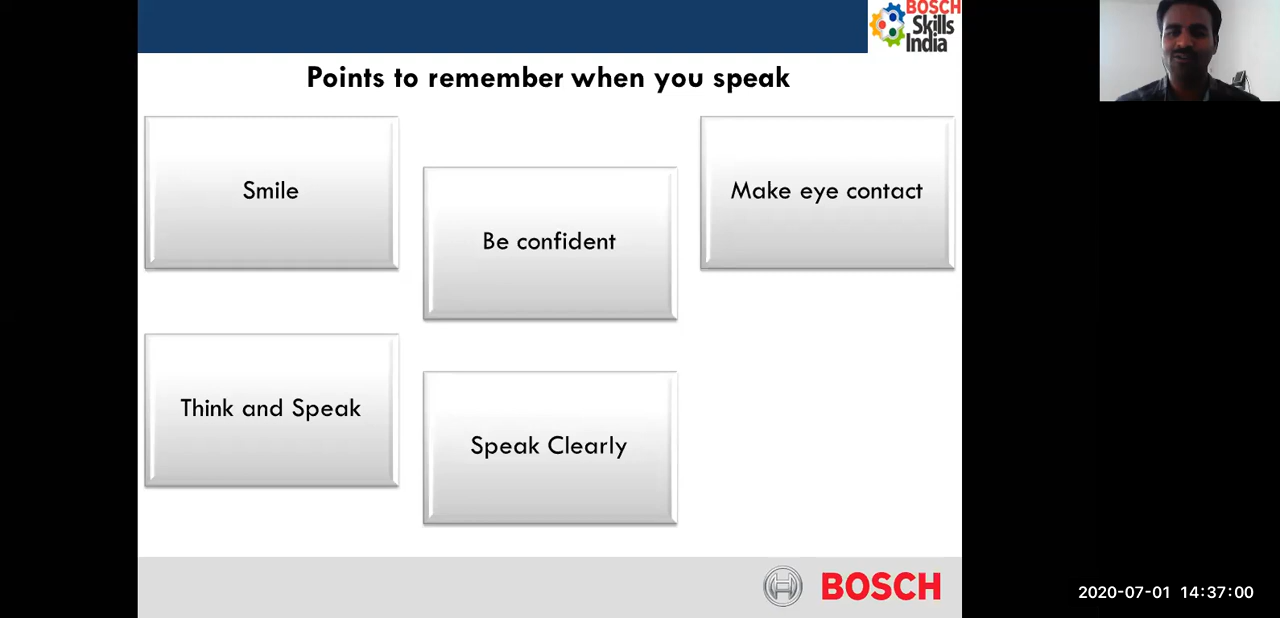 BOSCH
Skills
India
Points to remember when you speak
Smile
Be confident
Make eye contact
Think and Speak
Speak Clearly
BOSCH
2020-07-01 14:37:00